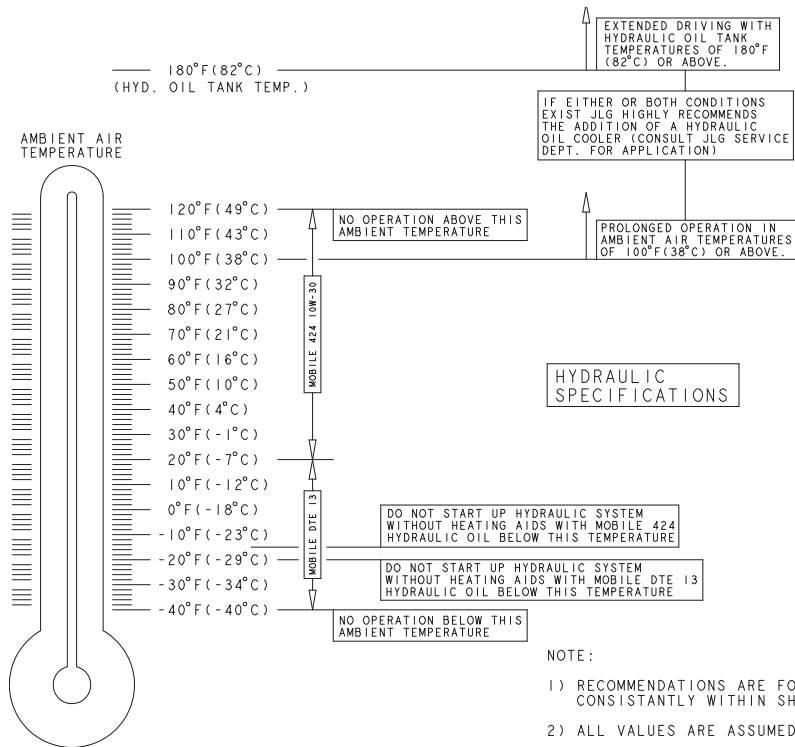 EXTENDED DRIVING WITH
HYDRAULIC OIL TANK
TEMPERATURES OF 180°F
(82°C) OR ABOVE.
180°F(82°C)
(HYD. OIL TANK TEMP.)
IF EITHER OR BOTH CONDITIONS
EXIST JLG HIGHLY RECOMMENDS
THE ADDITION OF A HYDRAULIC
OIL COOLER (CONSULT JLG SERVICE
DEPT. FOR APPLICATION)
AMBIENT AIR
TEMPERATURE
120°F(49°C)
NO OPERATION ABOVE THIS
AMBIENT TEMPERATURE
110°F(43°C)
PROLONGED OPERATION IN
AMBIENT AIR TEMPERATURES
OF 100°F(38°C) OR ABOVE.
100°F(38°C)
90°F(32°C)
80°F(27°C)
70°F(21°C)
60°F(16°C)
50°F(10°C)
40°F(4°C)
30°F(-1°C)
20°F(-7°C)
10°F(-12°C)
0°F(-18°C)
-10°F(-23°C)
-20°F(-29°C)
-30°F(-34°C)
-40°F(-40°C)
MOBILE 424 10W-30
MOBILE DTE 13
HYDRAULIC
SPECIFICATIONS
DO NOT START UP HYDRAULIC SYSTEM
WITHOUT HEATING AIDS WITH MOBILE 424
HYDRAULIC OIL BELOW THIS TEMPERATURE
DO NOT START UP HYDRAULIC SYSTEM
WITHOUT HEATING AIDS WITH MOBILE DTE 13
HYDRAULIC OIL BELOW THIS TEMPERATURE
NO OPERATION BELOW THIS
AMBIENT TEMPERATURE
NOTE:
1) RECOMMENDATIONS ARE
CONSISTANTLY WITHIN
2) ALL VALUES ARE ASSUMED